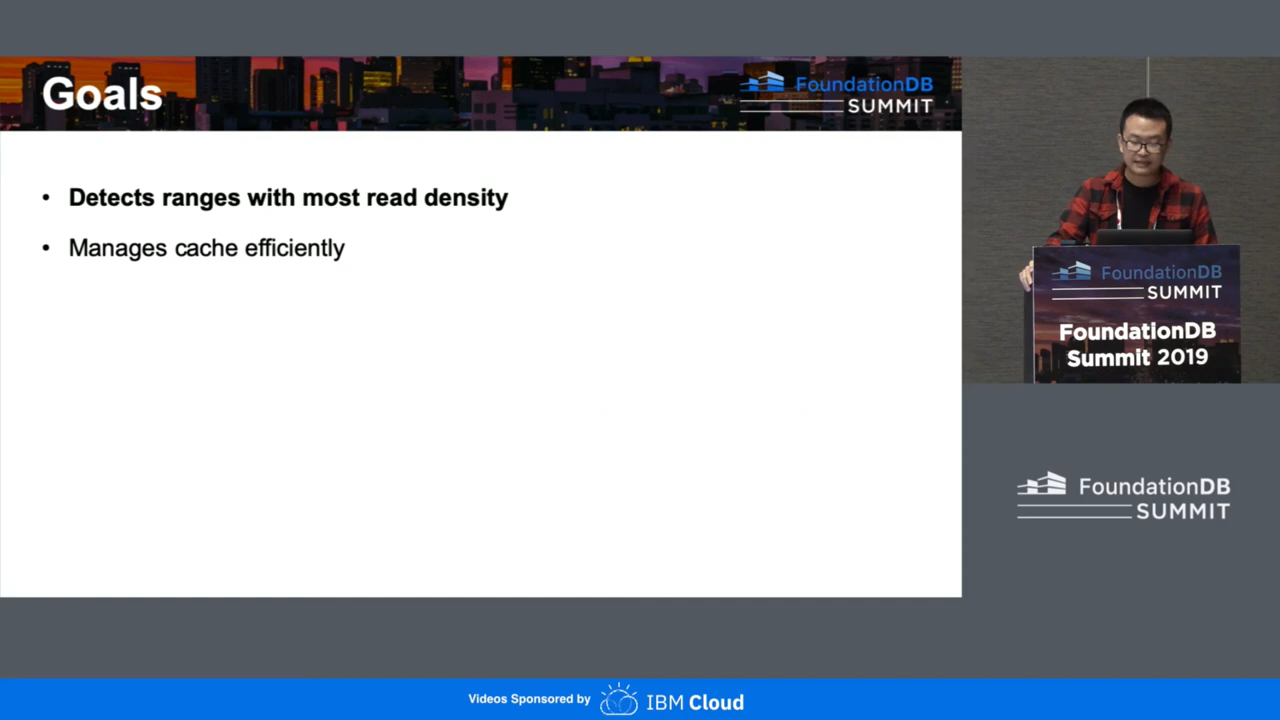 Goals
FoundationDB
SUMMIT
• Detects ranges with most read density
• Manages cache efficiently
FoundationDB
SUMMIT
FoundationDB
Summit 2019
FoundationDB
SUMMIT
Videos Sponsored by IBM Cloud